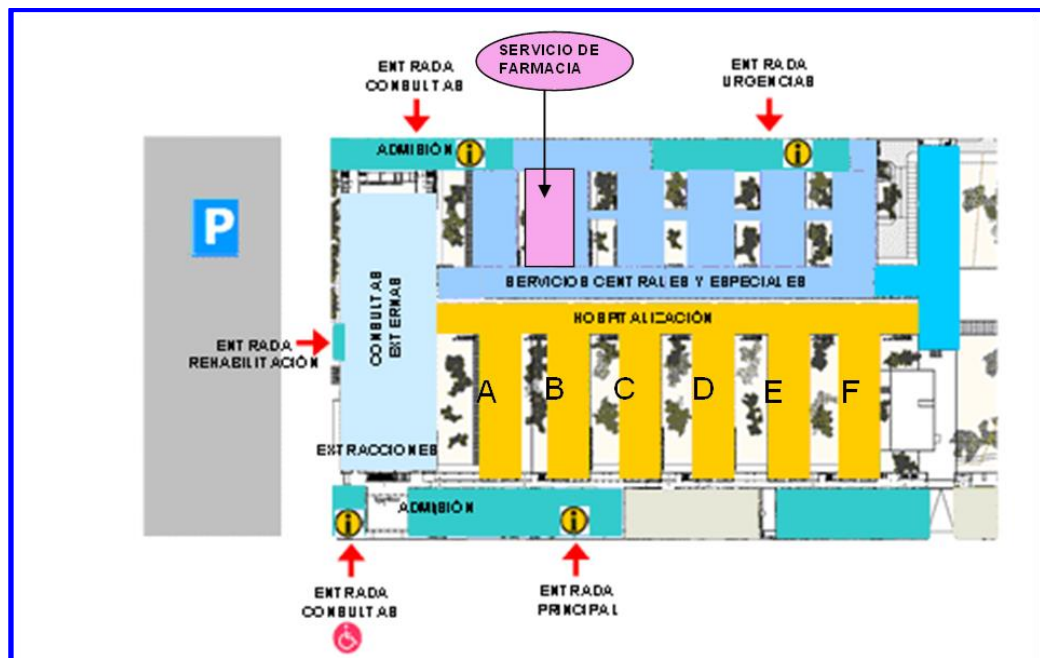 SERVICIO DE
FARMACIA
ENTRADA
CONSULTAS
ENTRADA
URGENCIAS
ADMISIÓN
i
i
P
SERVICIOS CENTRALES Y ESPECIALES
HOSPITALIZACIÓN
CONSULTAS
EXTERNAS
ENTRADA
REHABILITACIÓN
A B C D E F
EXTRACCIONES
ADMISIÓN
i
i
ENTRADA
CONSULTAS
ENTRADA
PRINCIPAL